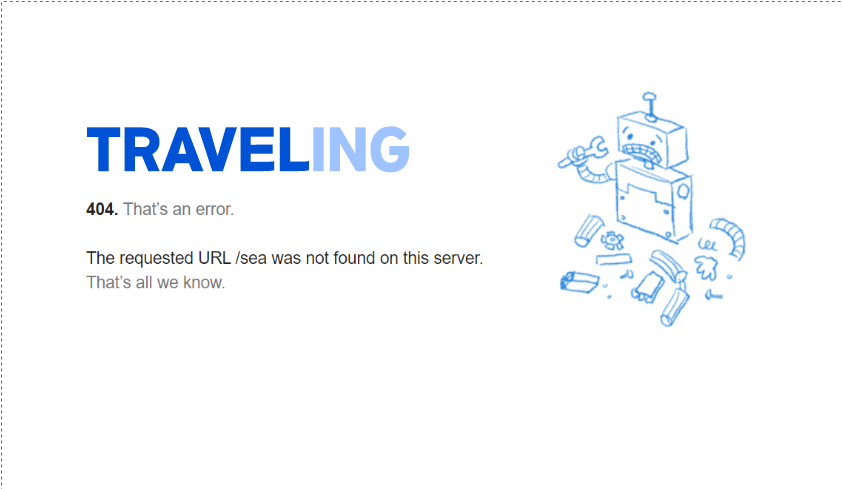 TRAVELING
404. That's an error.
The requested URL /sea was not found on this server.
That's all we know.